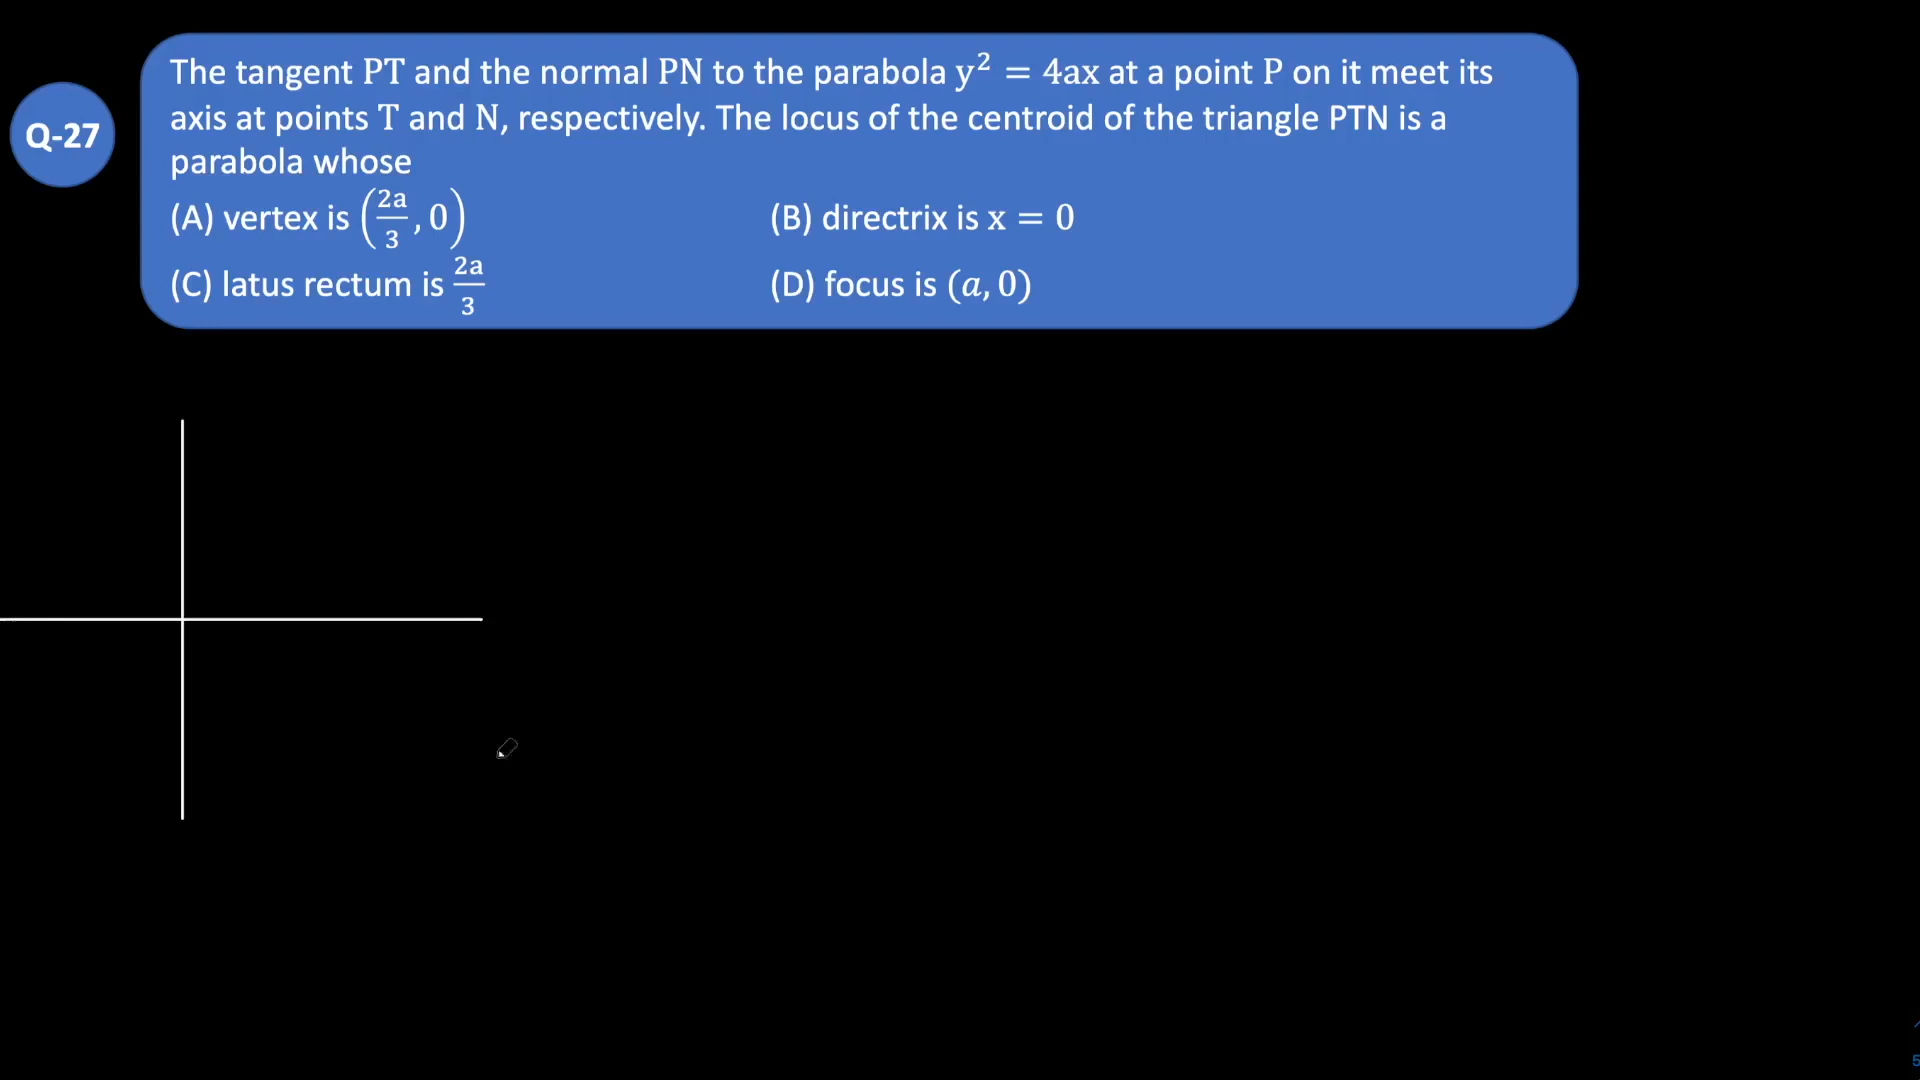 Q-27
The tangent PT and the normal PN to the parabola y² = 4ax at a point P on it meet its
axis at points T and N, respectively. The locus of the centroid of the triangle PTN is a
parabola whose
(A) vertex is (2a/3, 0) (B) directrix is x = 0
(C) latus rectum is 2a/3 (D) focus is (a, 0)
5